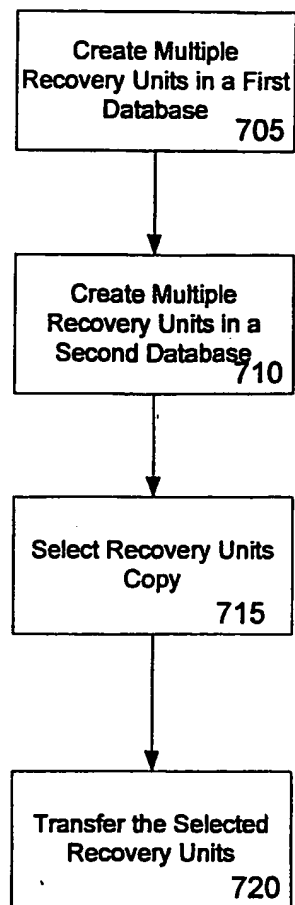 Create Multiple
Recovery Units in a First
Database
705
Create Multiple
Recovery Units in a
Second Database
710
Select Recovery Units
Copy
715
Transfer the Selected
Recovery Units
720